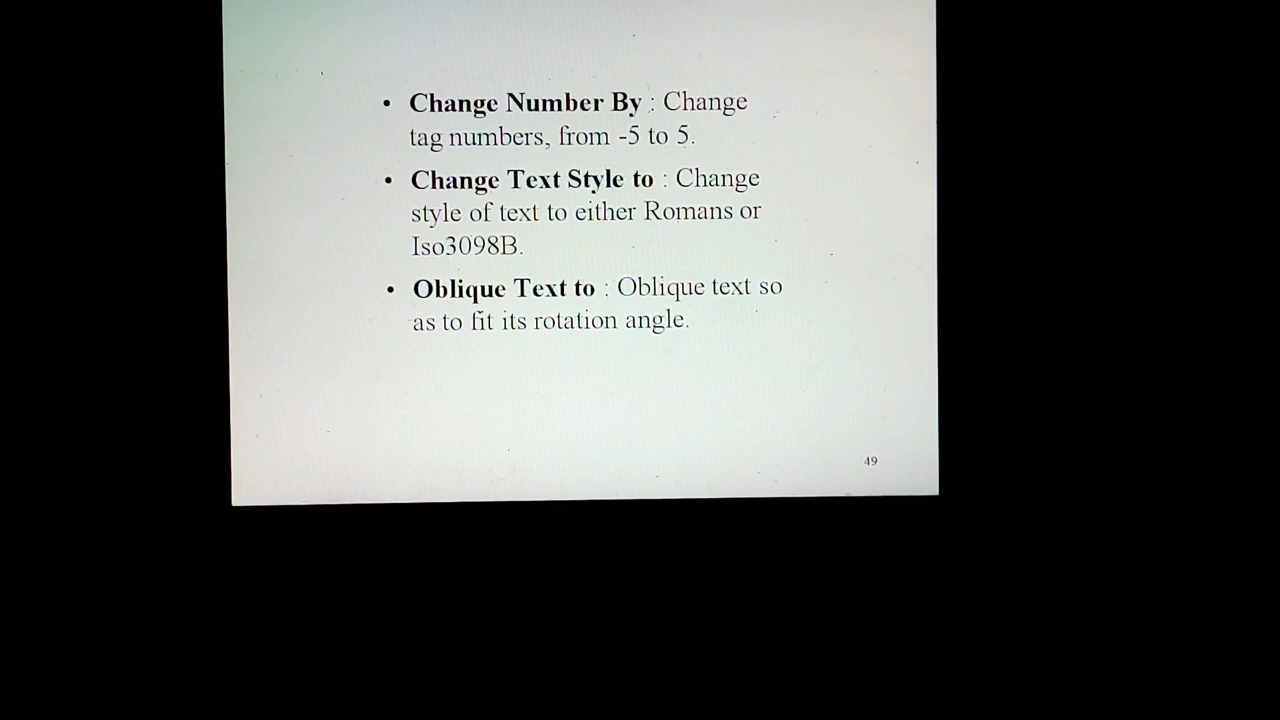 • Change Number By : Change
tag numbers, from -5 to 5.
• Change Text Style to : Change
style of text to either Romans or
Iso3098B.
• Oblique Text to : Oblique text so
as to fit its rotation angle.
49